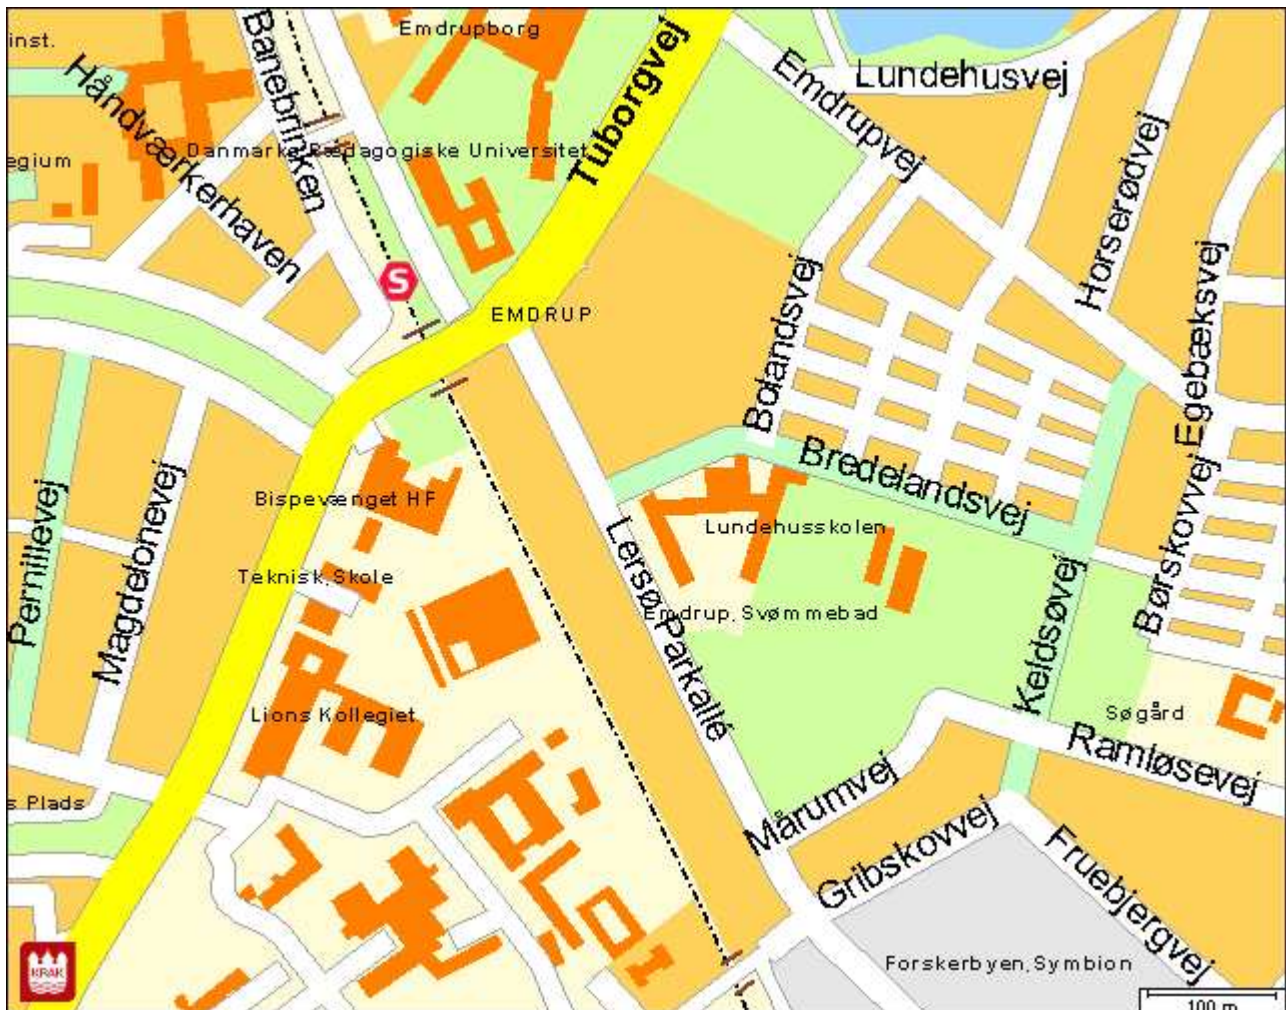 inst.
Emdrupborg
Håndværkerhaven
Banebrinken
Tuborgvej
Emdrupvej
Lundehusvej
Horserødvej
Danmarks Pædagogiske Universitet
egium
S
EMDRUP
Bolandsvej
Egebæksvej
Bredelandsvej
Børskovvej
Bispevænget HF
Pernillevej
Magdelonevej
Lundehusskolen
Lersø Parkallé
Teknisk Skole
Emdrup Svømmebad
Keldsøvej
Lions Kollegiet
Søgård
Ramløsevej
s Plads
Mårumvej
Gribskovvej
Fruebjergvej
Forskerbyen, Symbion
KRAK
100 m